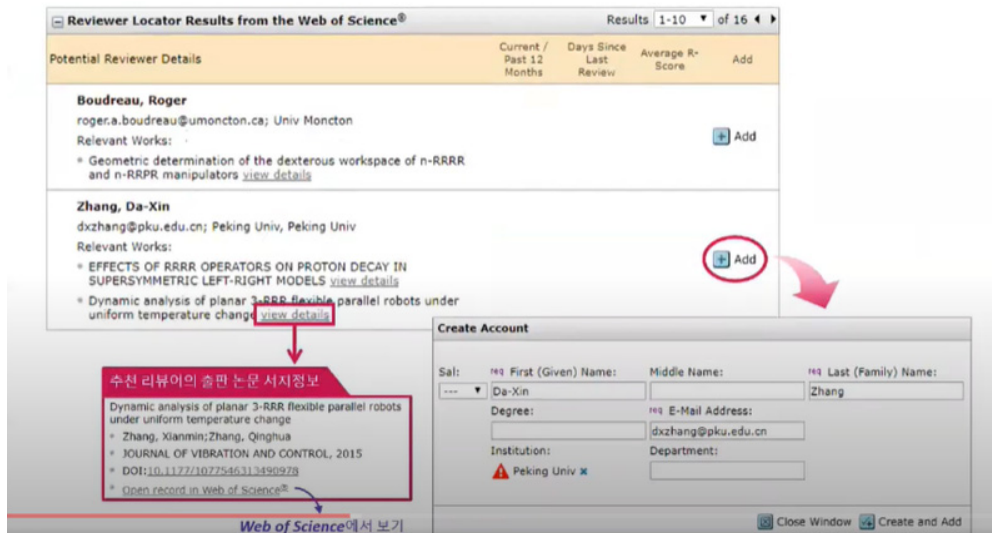 Reviewer Locator Results from the Web of Science®
Results 1-10 of 16
Potential Reviewer Details
Current / Past 12 Months
Days Since Last Review
Average R-Score
Add
Boudreau, Roger
roger.a.boudreau@umoncton.ca; Univ Moncton
Relevant Works:
Geometric determination of the dexterous workspace of n-RRRR
and n-RRPR manipulators view details
Add
Zhang, Da-Xin
dxzhang@pku.edu.cn; Peking Univ, Peking Univ
Relevant Works:
EFFECTS OF RRRR OPERATORS ON PROTON DECAY IN
SUPERSYMMETRIC LEFT-RIGHT MODELS view details
Dynamic analysis of planar 3-RRR flexible parallel robots under
uniform temperature change view details
Add
추천 리뷰어의 출판 논문 서지정보
Dynamic analysis of planar 3-RRR flexible parallel robots
under uniform temperature change
Zhang, Xianmin;Zhang, Qinghua
JOURNAL OF VIBRATION AND CONTROL, 2015
DOI:10.1177/1077546313490978
Open record in Web of Science®
Web of Science에서 보기
Create Account
Sal: req First (Given) Name: Middle Name: req Last (Family) Name:
--- Da-Xin Zhang
Degree: req E-Mail Address:
dxzhang@pku.edu.cn
Institution: Department:
Peking Univ
Close Window Create and Add